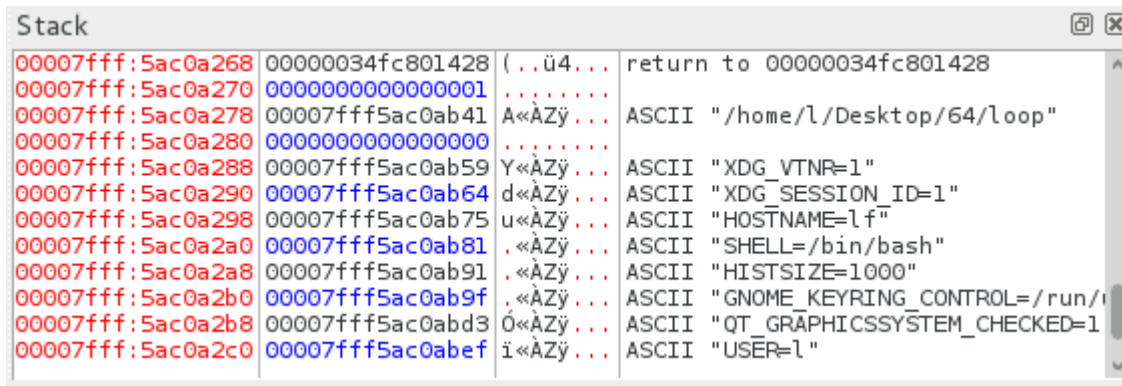 Stack
00007fff:5ac0a268 00000034fc801428 (..ü4... return to 00000034fc801428
00007fff:5ac0a270 0000000000000001 ........
00007fff:5ac0a278 00007fff5ac0ab41 A«ÀZÿ... ASCII "/home/l/Desktop/64/loop"
00007fff:5ac0a280 0000000000000000 ........
00007fff:5ac0a288 00007fff5ac0ab59 Y«ÀZÿ... ASCII "XDG_VTNR=1"
00007fff:5ac0a290 00007fff5ac0ab64 d«ÀZÿ... ASCII "XDG_SESSION_ID=1"
00007fff:5ac0a298 00007fff5ac0ab75 u«ÀZÿ... ASCII "HOSTNAME=lf"
00007fff:5ac0a2a0 00007fff5ac0ab81 .«ÀZÿ... ASCII "SHELL=/bin/bash"
00007fff:5ac0a2a8 00007fff5ac0ab91 .«ÀZÿ... ASCII "HISTSIZE=1000"
00007fff:5ac0a2b0 00007fff5ac0ab9f .«ÀZÿ... ASCII "GNOME_KEYRING_CONTROL=/run/
00007fff:5ac0a2b8 00007fff5ac0abd3 Ó«ÀZÿ... ASCII "QT_GRAPHICSSYSTEM_CHECKED=1
00007fff:5ac0a2c0 00007fff5ac0abef ï«ÀZÿ... ASCII "USER=l"